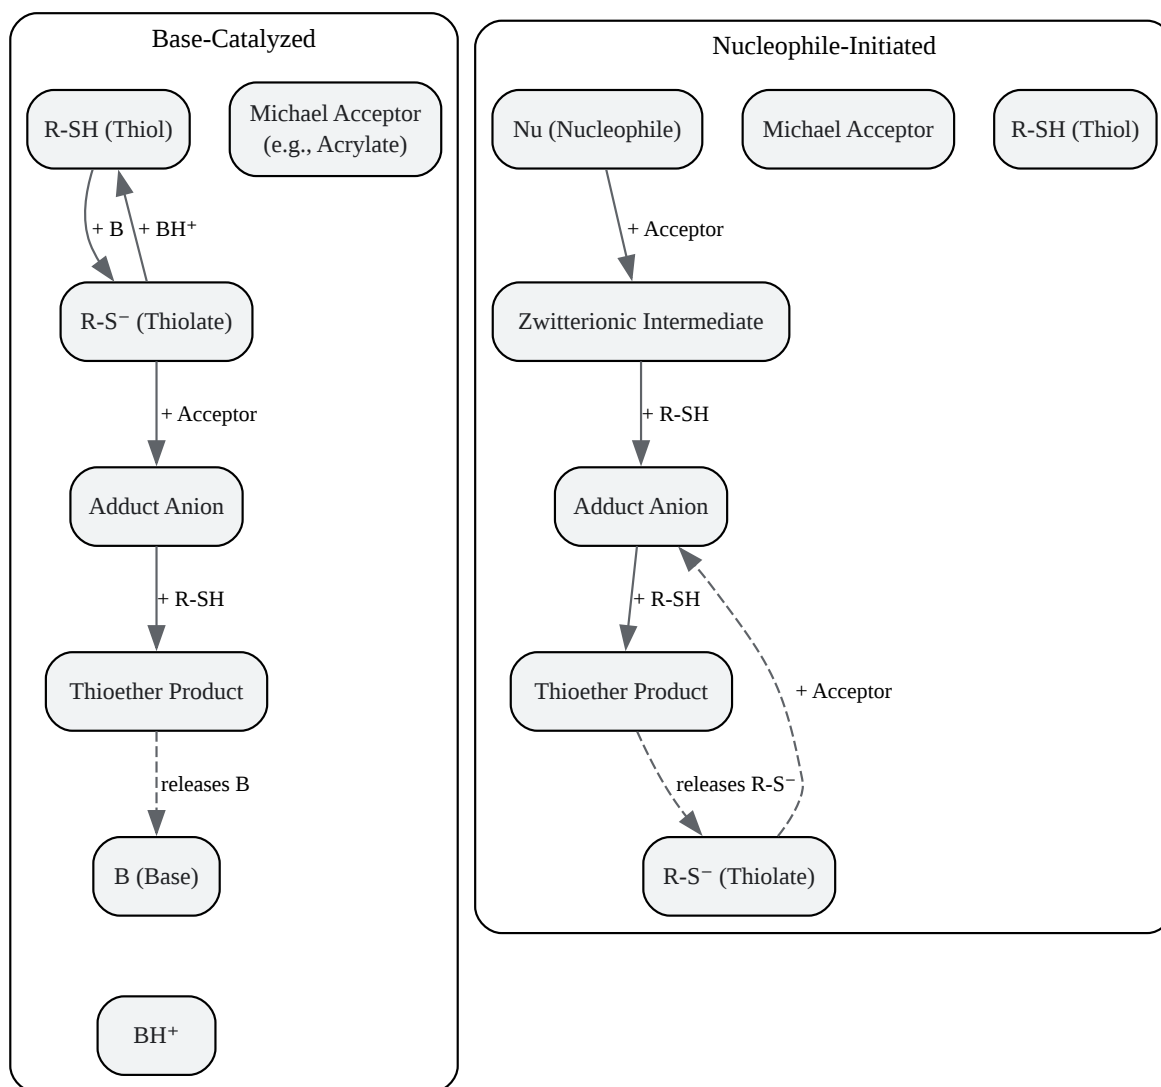 Base-Catalyzed
R-SH (Thiol)
Michael Acceptor
(e.g., Acrylate)
+ B
+ BH⁺
R-S⁻ (Thiolate)
+ Acceptor
Adduct Anion
+ R-SH
Thioether Product
releases B
B (Base)
BH⁺
Nucleophile-Initiated
Nu (Nucleophile)
Michael Acceptor
R-SH (Thiol)
+ Acceptor
Zwitterionic Intermediate
+ R-SH
Adduct Anion
+ R-SH
Thioether Product
+ Acceptor
releases R-S⁻
R-S⁻ (Thiolate)